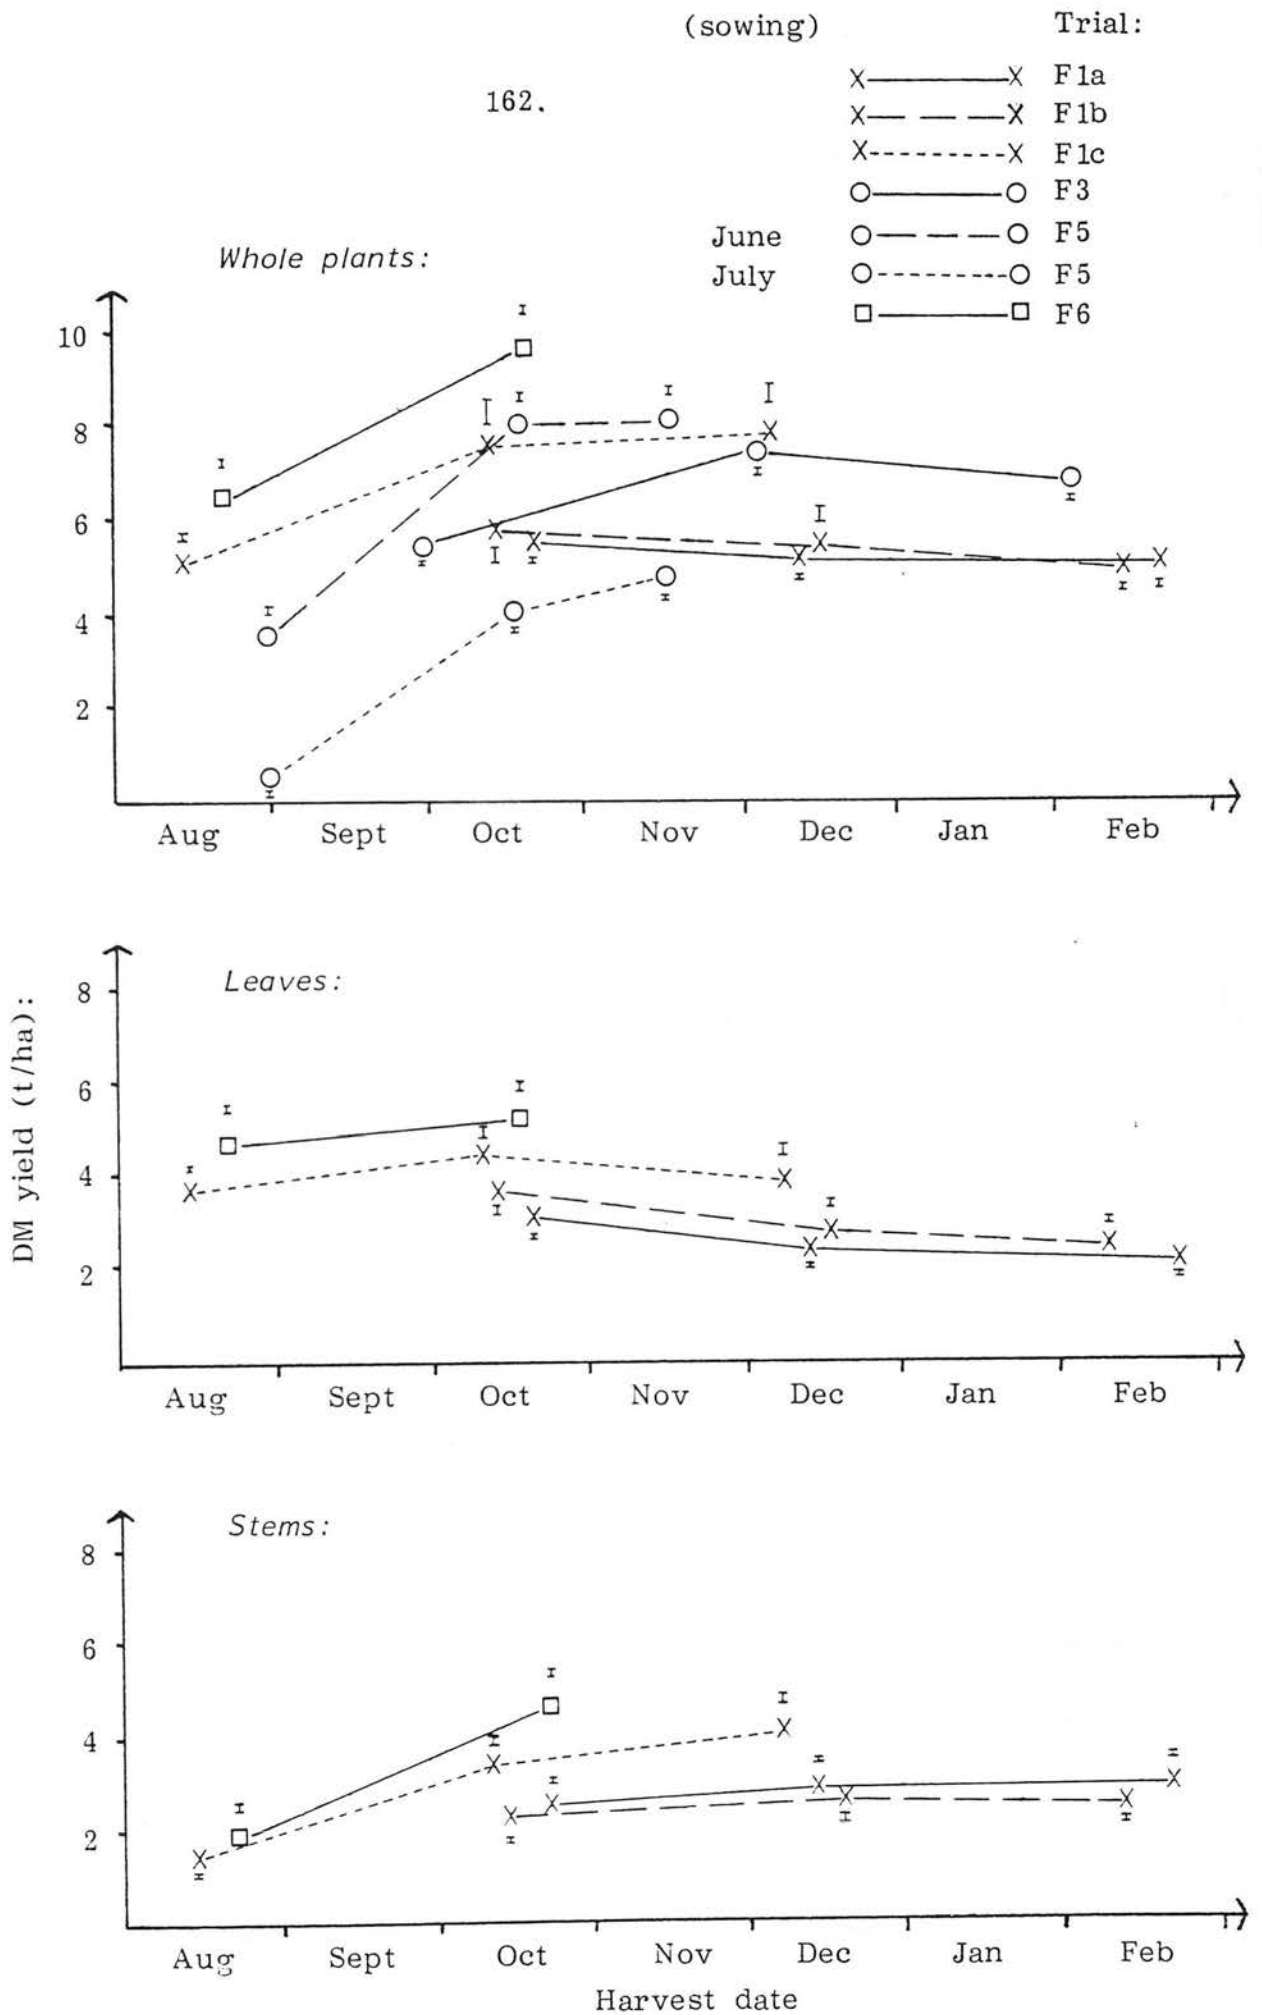 (sowing) Trial:
F1a
162.
F1b
F1c
F3
June F5
Whole plants:
July F5
F6
10
8
6
4
2
Aug Sept Oct Nov Dec Jan Feb
DM yield (t/ha):
Leaves:
8
6
4
2
Aug Sept Oct Nov Dec Jan Feb
Stems:
8
6
4
2
Aug Sept Oct Nov Dec Jan Feb
Harvest date